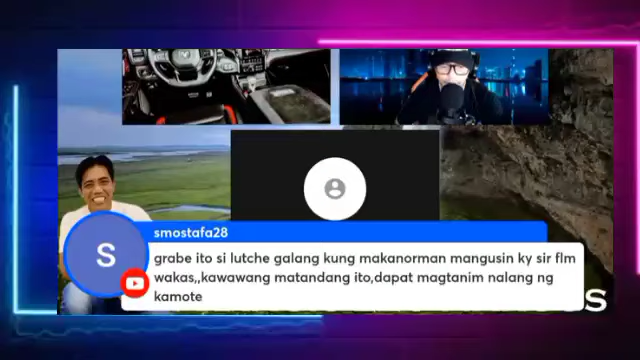 smostafa28
S
grabe ito si lutche galang kung makanorman mangusin ky sir flm
wakas,,kawawang matandang ito,dapat magtanim nalang ng
kamote